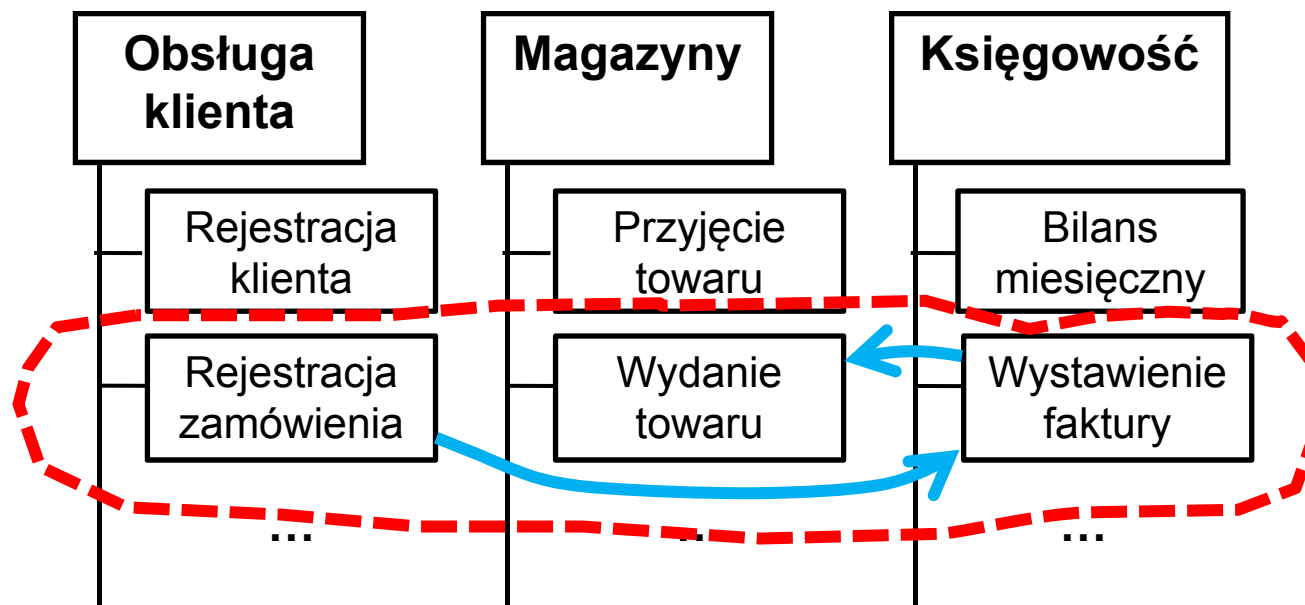 Obsługa
klienta
Magazyny
Księgowość
Rejestracja
klienta
Przyjęcie
towaru
Bilans
miesięczny
Rejestracja
zamówienia
Wydanie
towaru
Wystawienie
faktury
...
...
...